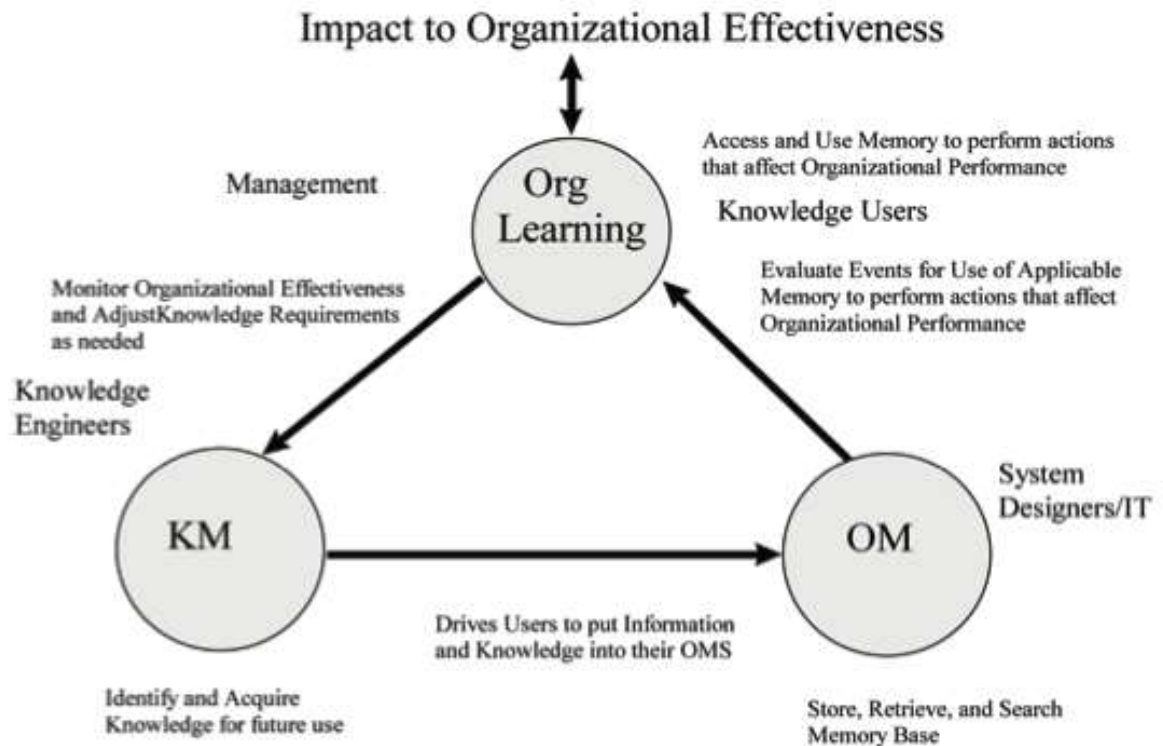 Impact to Organizational Effectiveness
Access and Use Memory to perform actions
that affect Organizational Performance
Management
Org
Learning
Knowledge Users
Evaluate Events for Use of Applicable
Memory to perform actions that affect
Organizational Performance
Monitor Organizational Effectiveness
and AdjustKnowledge Requirements
as needed
Knowledge
Engineers
System
Designers/IT
KM
OM
Drives Users to put Information
and Knowledge into their OMS
Identify and Acquire
Knowledge for future use
Store, Retrieve, and Search
Memory Base